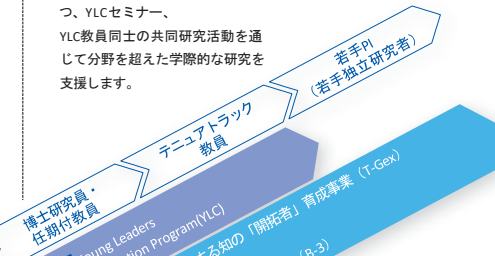 つ、YLCセミナー、
YLC教員同士の共同研究活動を通
じて分野を超えた学際的な研究を
支援します。
若手PI
(若手独立研究者)
テニュアトラック
教員
博士研究員・
任期付教員
Young Leaders
tion Program(YLC)
する知の「開拓者」育成事業（T-Gex）
(B-3)